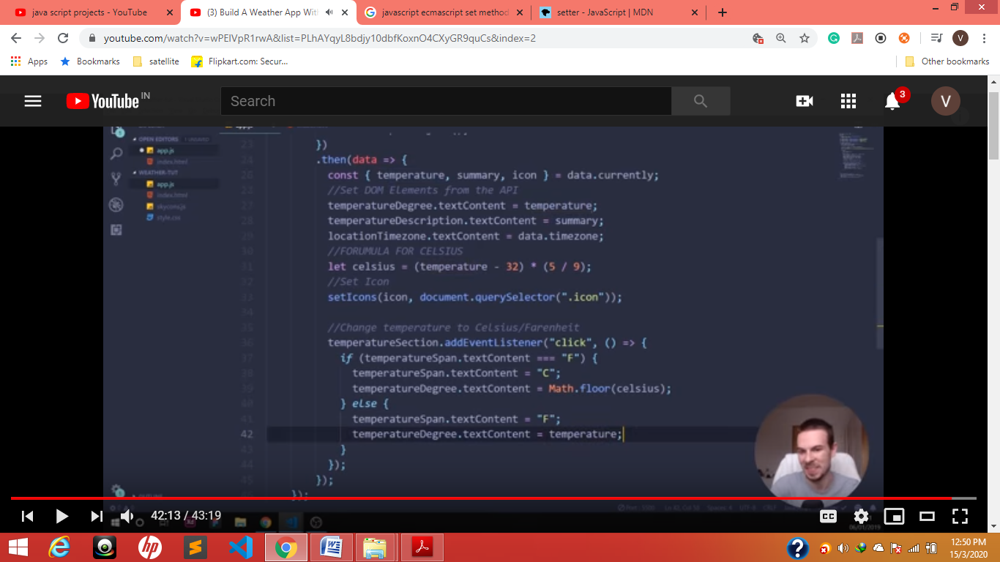 java script projects - YouTube
(3) Build A Weather App With
javascript ecmascript set method
setter - JavaScript | MDN
youtube.com/watch?v=wPElVpR1rwA&list=PLhAYqyL8bdjy10dbfKoxnO4CXyGR9quCs&index=2
V
Apps
Bookmarks
satellite
Flipkart.com: Secur...
Other bookmarks
YouTube IN
Search
3
V
OPEN EDITORS 1 UNSAVED
app.js
index.html
WEATHER-TUT
app.js
index.html
skycons.js
style.css
23 })
24 .then(data => {
const { temperature, summary, icon } = data.currently;
//Set DOM Elements from the API
27 temperatureDegree.textContent = temperature;
28 temperatureDescription.textContent = summary;
29 locationTimezone.textContent = data.timezone;
30 //FORUMULA FOR CELSIUS
31 let celsius = (temperature - 32) * (5 / 9);
32 //Set Icon
33 setIcons(icon, document.querySelector(".icon"));
34
35 //Change temperature to Celsius/Farenheit
36 temperatureSection.addEventListener("click", () => {
37 if (temperatureSpan.textContent === "F") {
38 temperatureSpan.textContent = "C";
39 temperatureDegree.textContent = Math.floor(celsius);
40 } else {
41 temperatureSpan.textContent = "F";
42 temperatureDegree.textContent = temperature;
43 }
44 });
45 });
});
42:13 / 43:19
CC
06/01/2019
hp
12:50 PM
15/3/2020